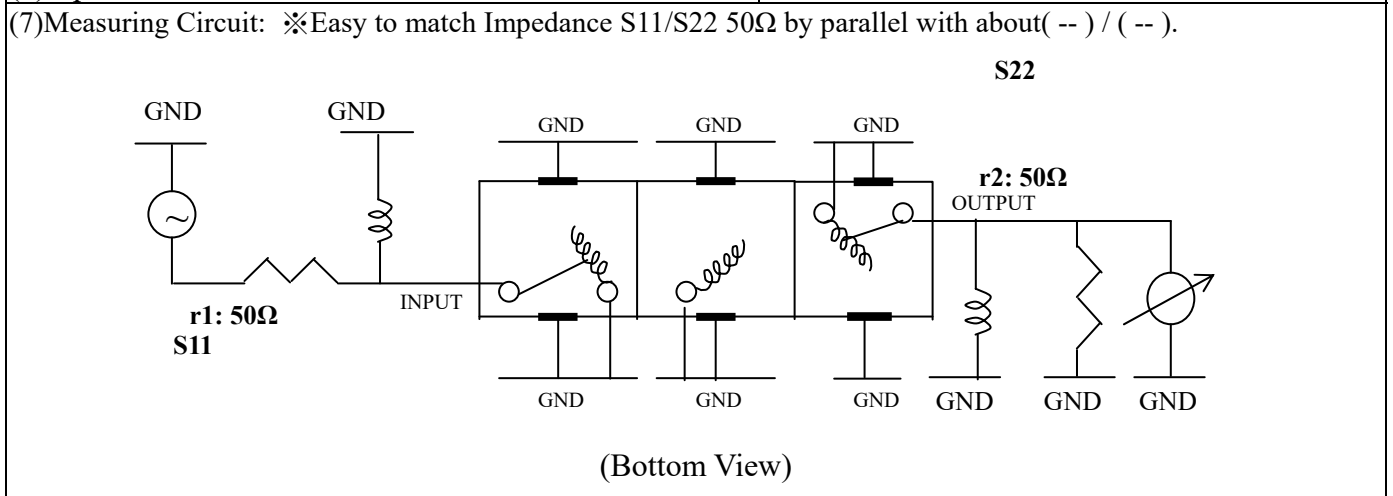 (7)Measuring Circuit: ※Easy to match Impedance S11/S22 50Ω by parallel with about( -- ) / ( -- ).
S22
GND GND GND GND GND
r2: 50Ω
OUTPUT
INPUT
r1: 50Ω
S11
GND GND GND GND GND GND
(Bottom View)